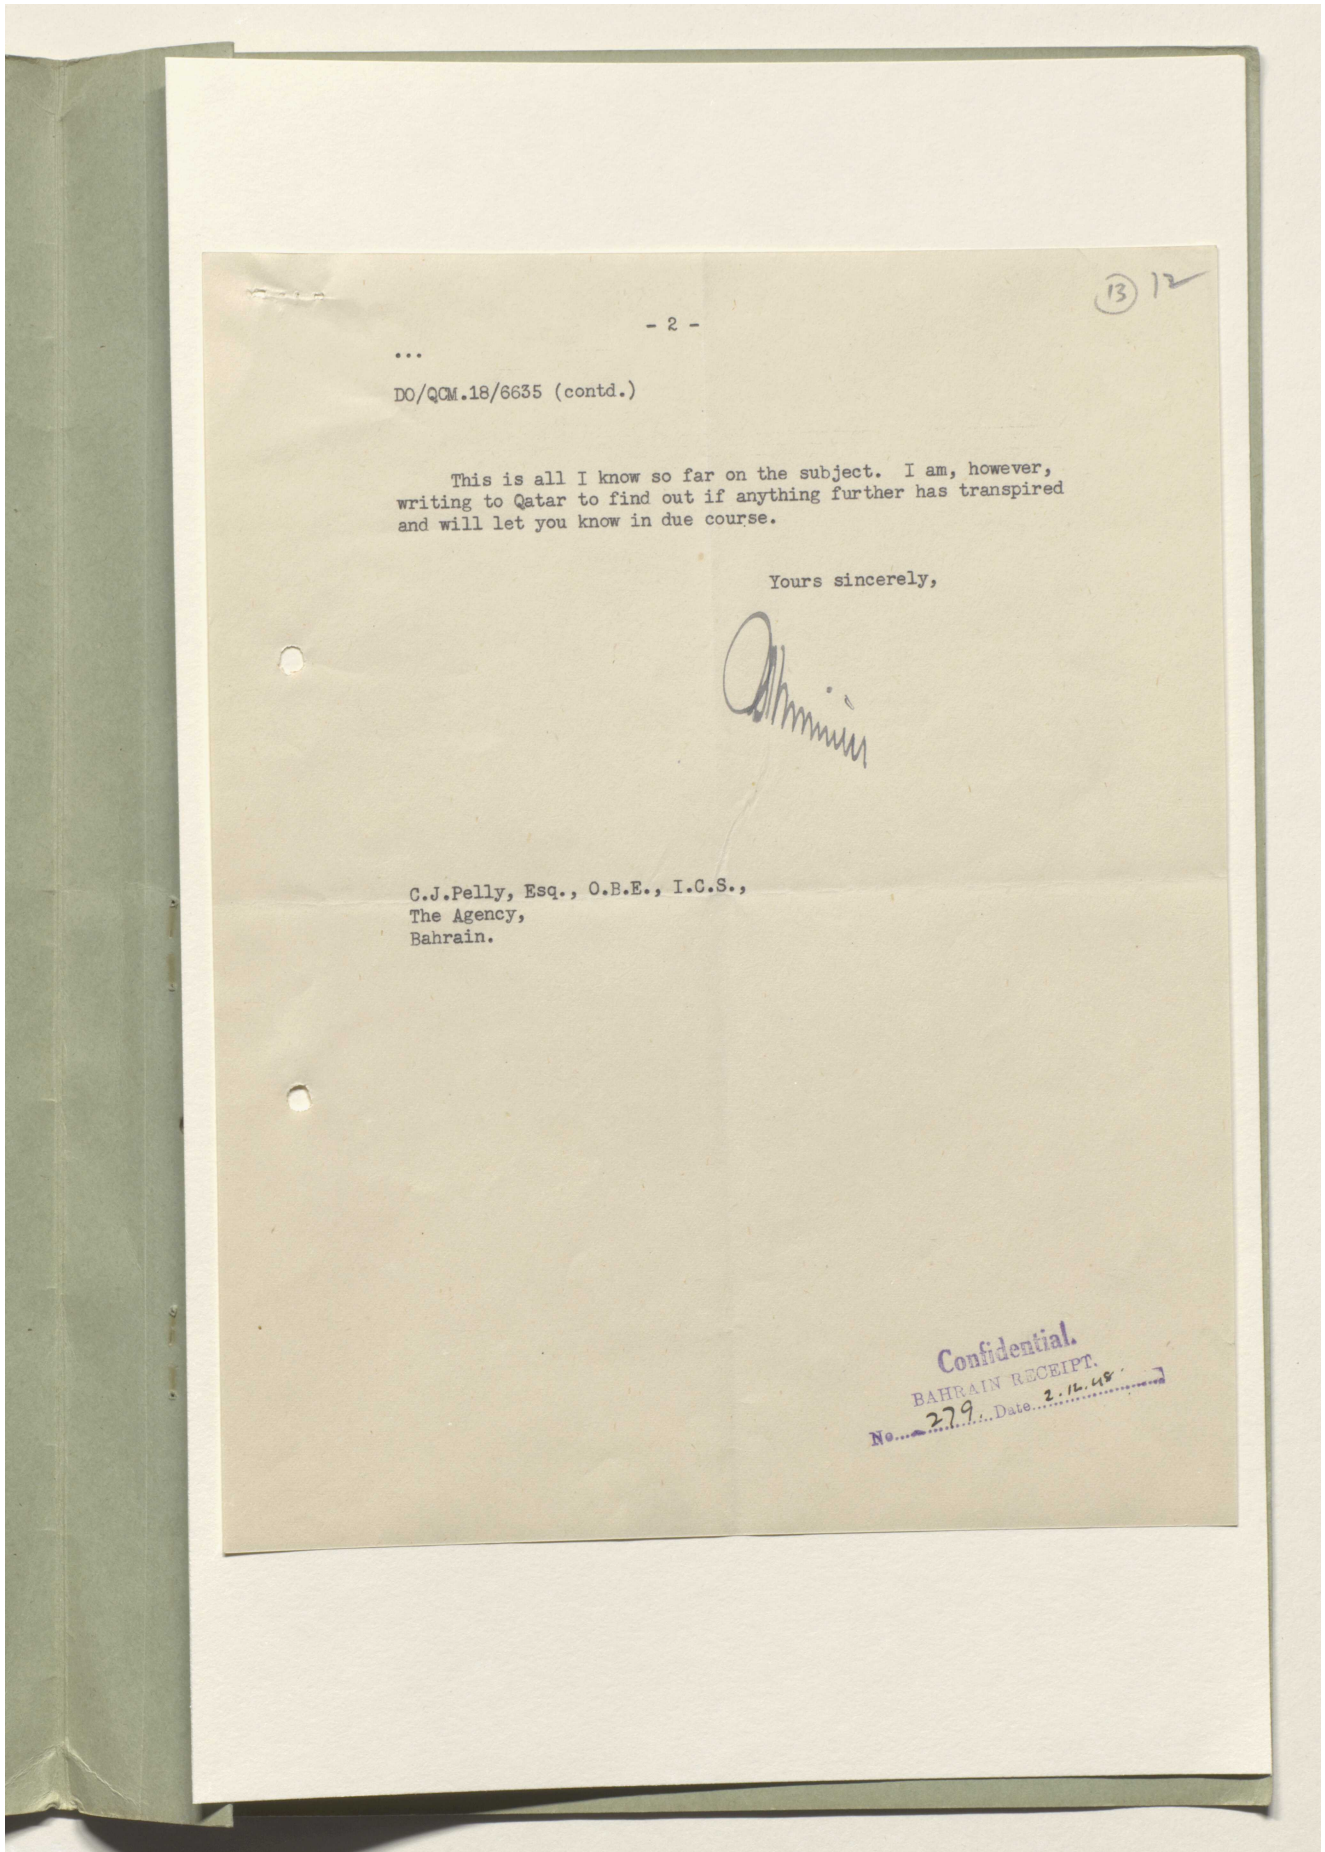 13 12
- 2 -
...
DO/QCM.18/6635 (contd.)
This is all I know so far on the subject. I am, however,
writing to Qatar to find out if anything further has transpired
and will let you know in due course.
Yours sincerely,
C.J.Pelly, Esq., O.B.E., I.C.S.,
The Agency,
Bahrain.
Confidential.
BAHRAIN RECEIPT.
No. 279. Date 2.12.48.